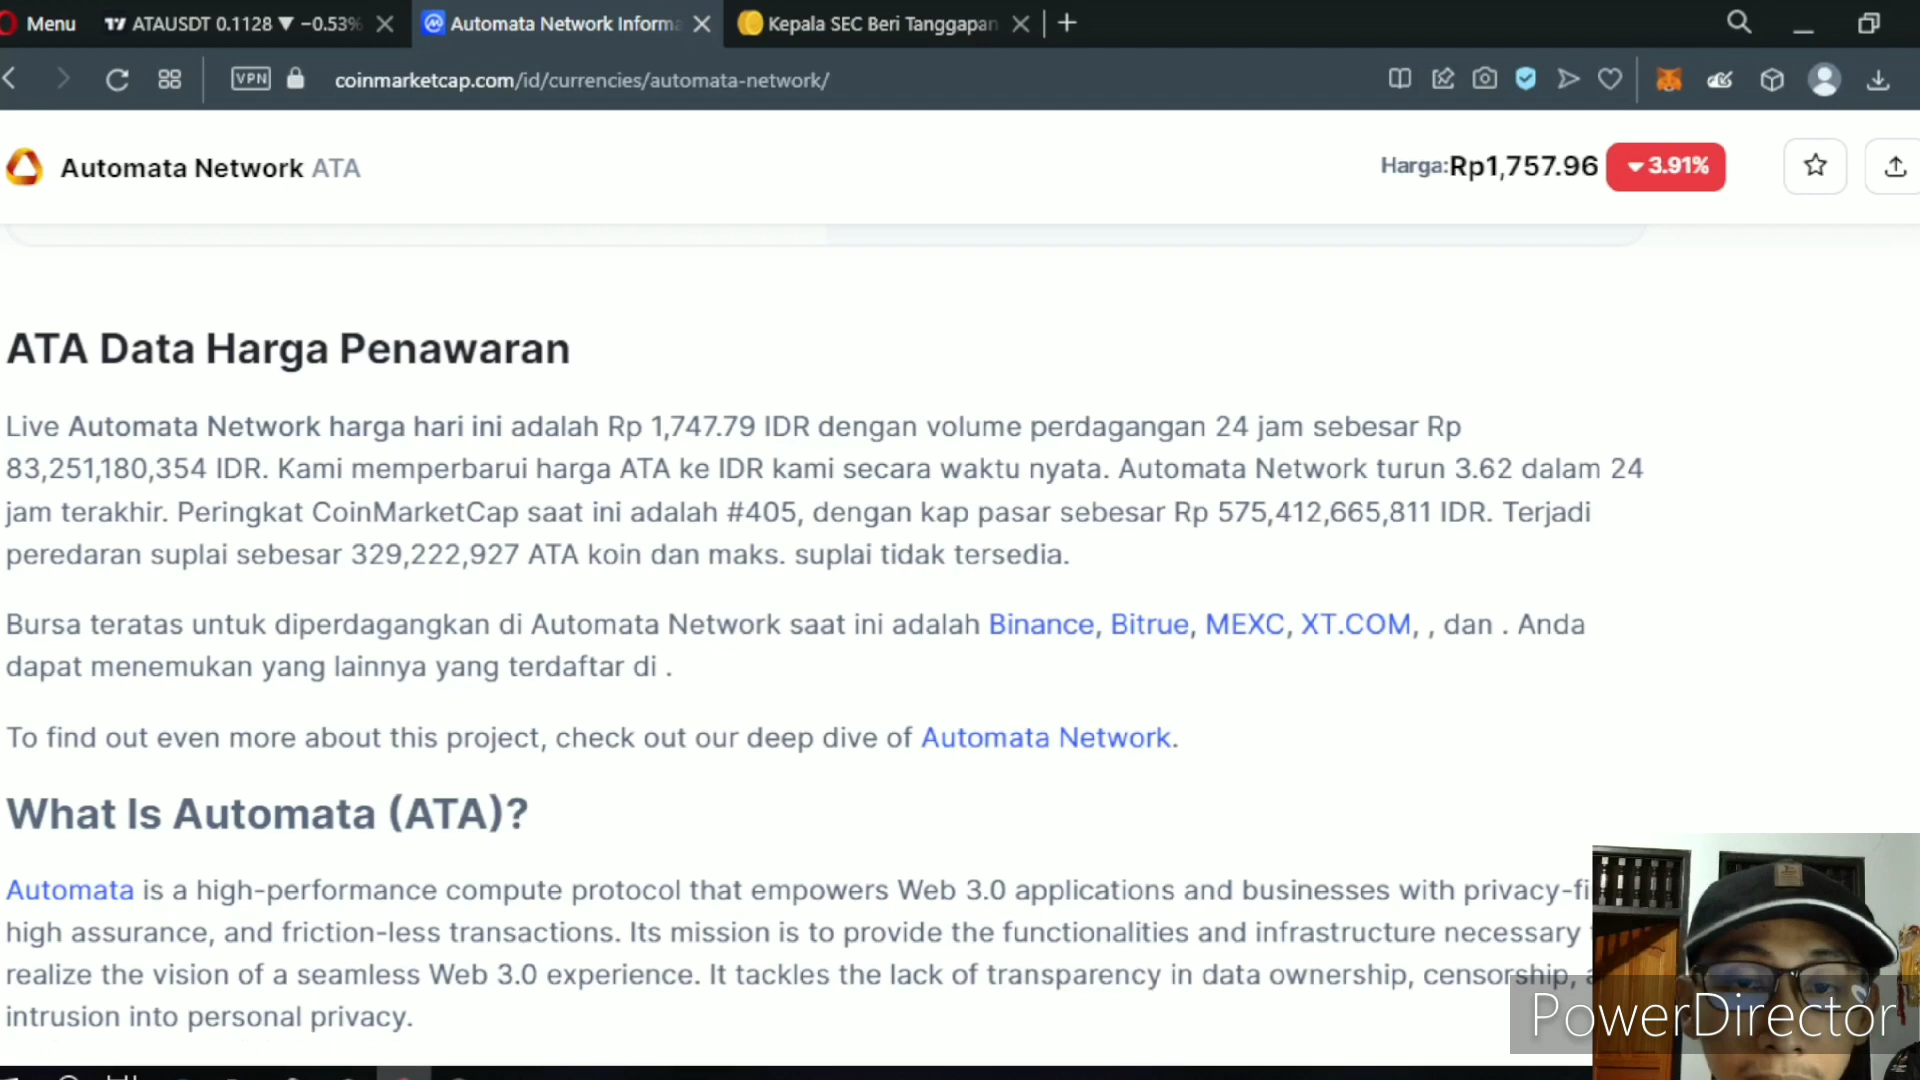 Menu
ATAUSDT 0.1128 ▼ −0.53%
Automata Network Informa
Kepala SEC Beri Tanggapan
VPN
coinmarketcap.com/id/currencies/automata-network/
Automata Network ATA
Harga:Rp1,757.96
3.91%
ATA Data Harga Penawaran
Live Automata Network harga hari ini adalah Rp 1,747.79 IDR dengan volume perdagangan 24 jam sebesar Rp
83,251,180,354 IDR. Kami memperbarui harga ATA ke IDR kami secara waktu nyata. Automata Network turun 3.62 dalam 24
jam terakhir. Peringkat CoinMarketCap saat ini adalah #405, dengan kap pasar sebesar Rp 575,412,665,811 IDR. Terjadi
peredaran suplai sebesar 329,222,927 ATA koin dan maks. suplai tidak tersedia.
Bursa teratas untuk diperdagangkan di Automata Network saat ini adalah Binance, Bitrue, MEXC, XT.COM, , dan . Anda
dapat menemukan yang lainnya yang terdaftar di .
To find out even more about this project, check out our deep dive of Automata Network.
What Is Automata (ATA)?
Automata is a high-performance compute protocol that empowers Web 3.0 applications and businesses with privacy-fi
high assurance, and friction-less transactions. Its mission is to provide the functionalities and infrastructure necessary
realize the vision of a seamless Web 3.0 experience. It tackles the lack of transparency in data ownership, censorship, a
intrusion into personal privacy.
PowerDirector